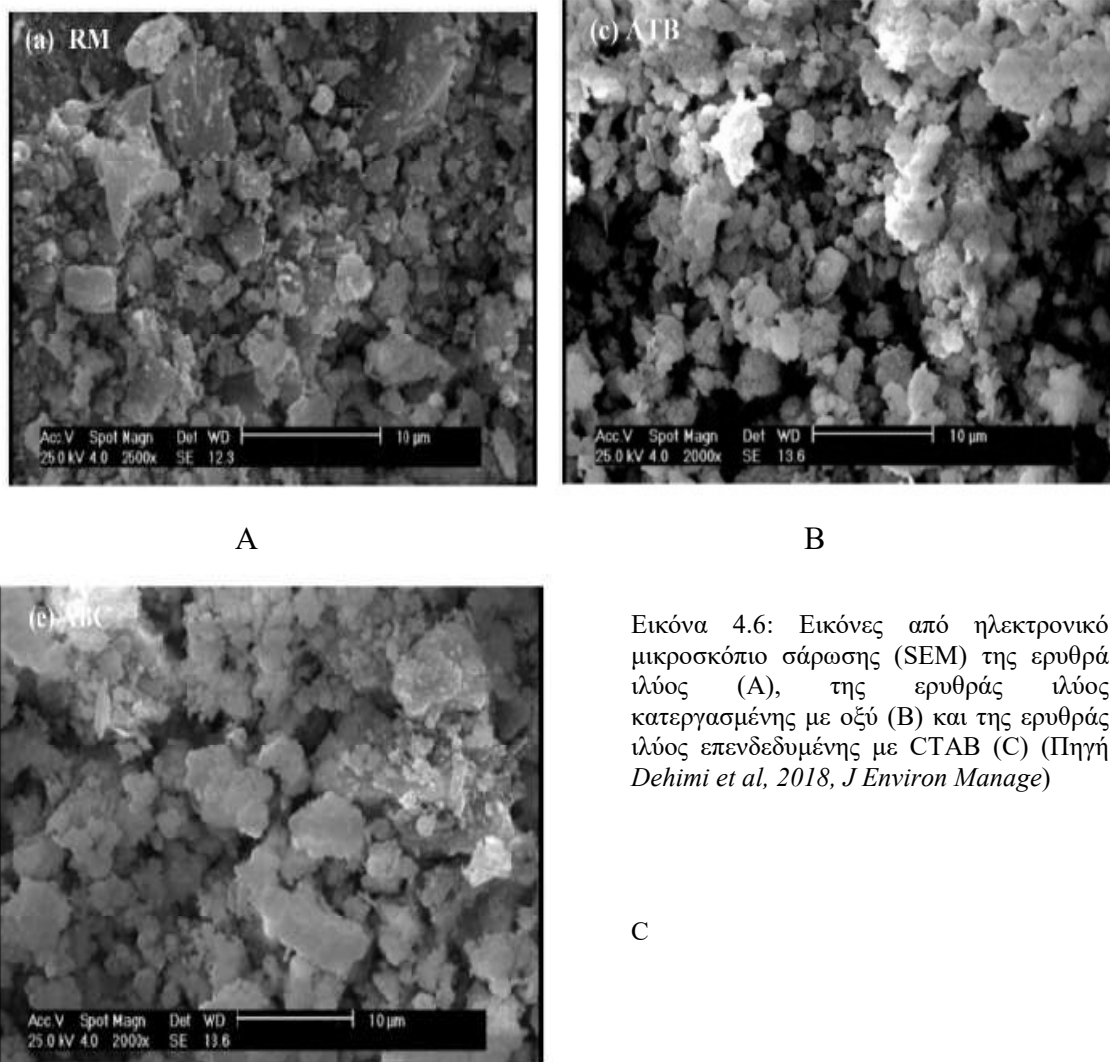 (a) RM
Acc.V Spot Magn Det WD 10 μm
25.0 kV 4.0 2500x SE 12.3
(c) ATB
Acc.V Spot Magn Det WD 10 μm
25.0 kV 4.0 2000x SE 13.6
A
B
Acc.V Spot Magn Det WD 10 μm
25.0 kV 4.0 2000x SE 13.6
Εικόνα 4.6: Εικόνες από ηλεκτρονικό
μικροσκόπιο σάρωσης (SEM) της ερυθρά
ιλύος (A), της ερυθράς ιλύος
κατεργασμένης με οξύ (B) και της ερυθράς
ιλύος επενδεδυμένης με CTAB (C) (Πηγή
Dehimi et al, 2018, J Environ Manage)
C